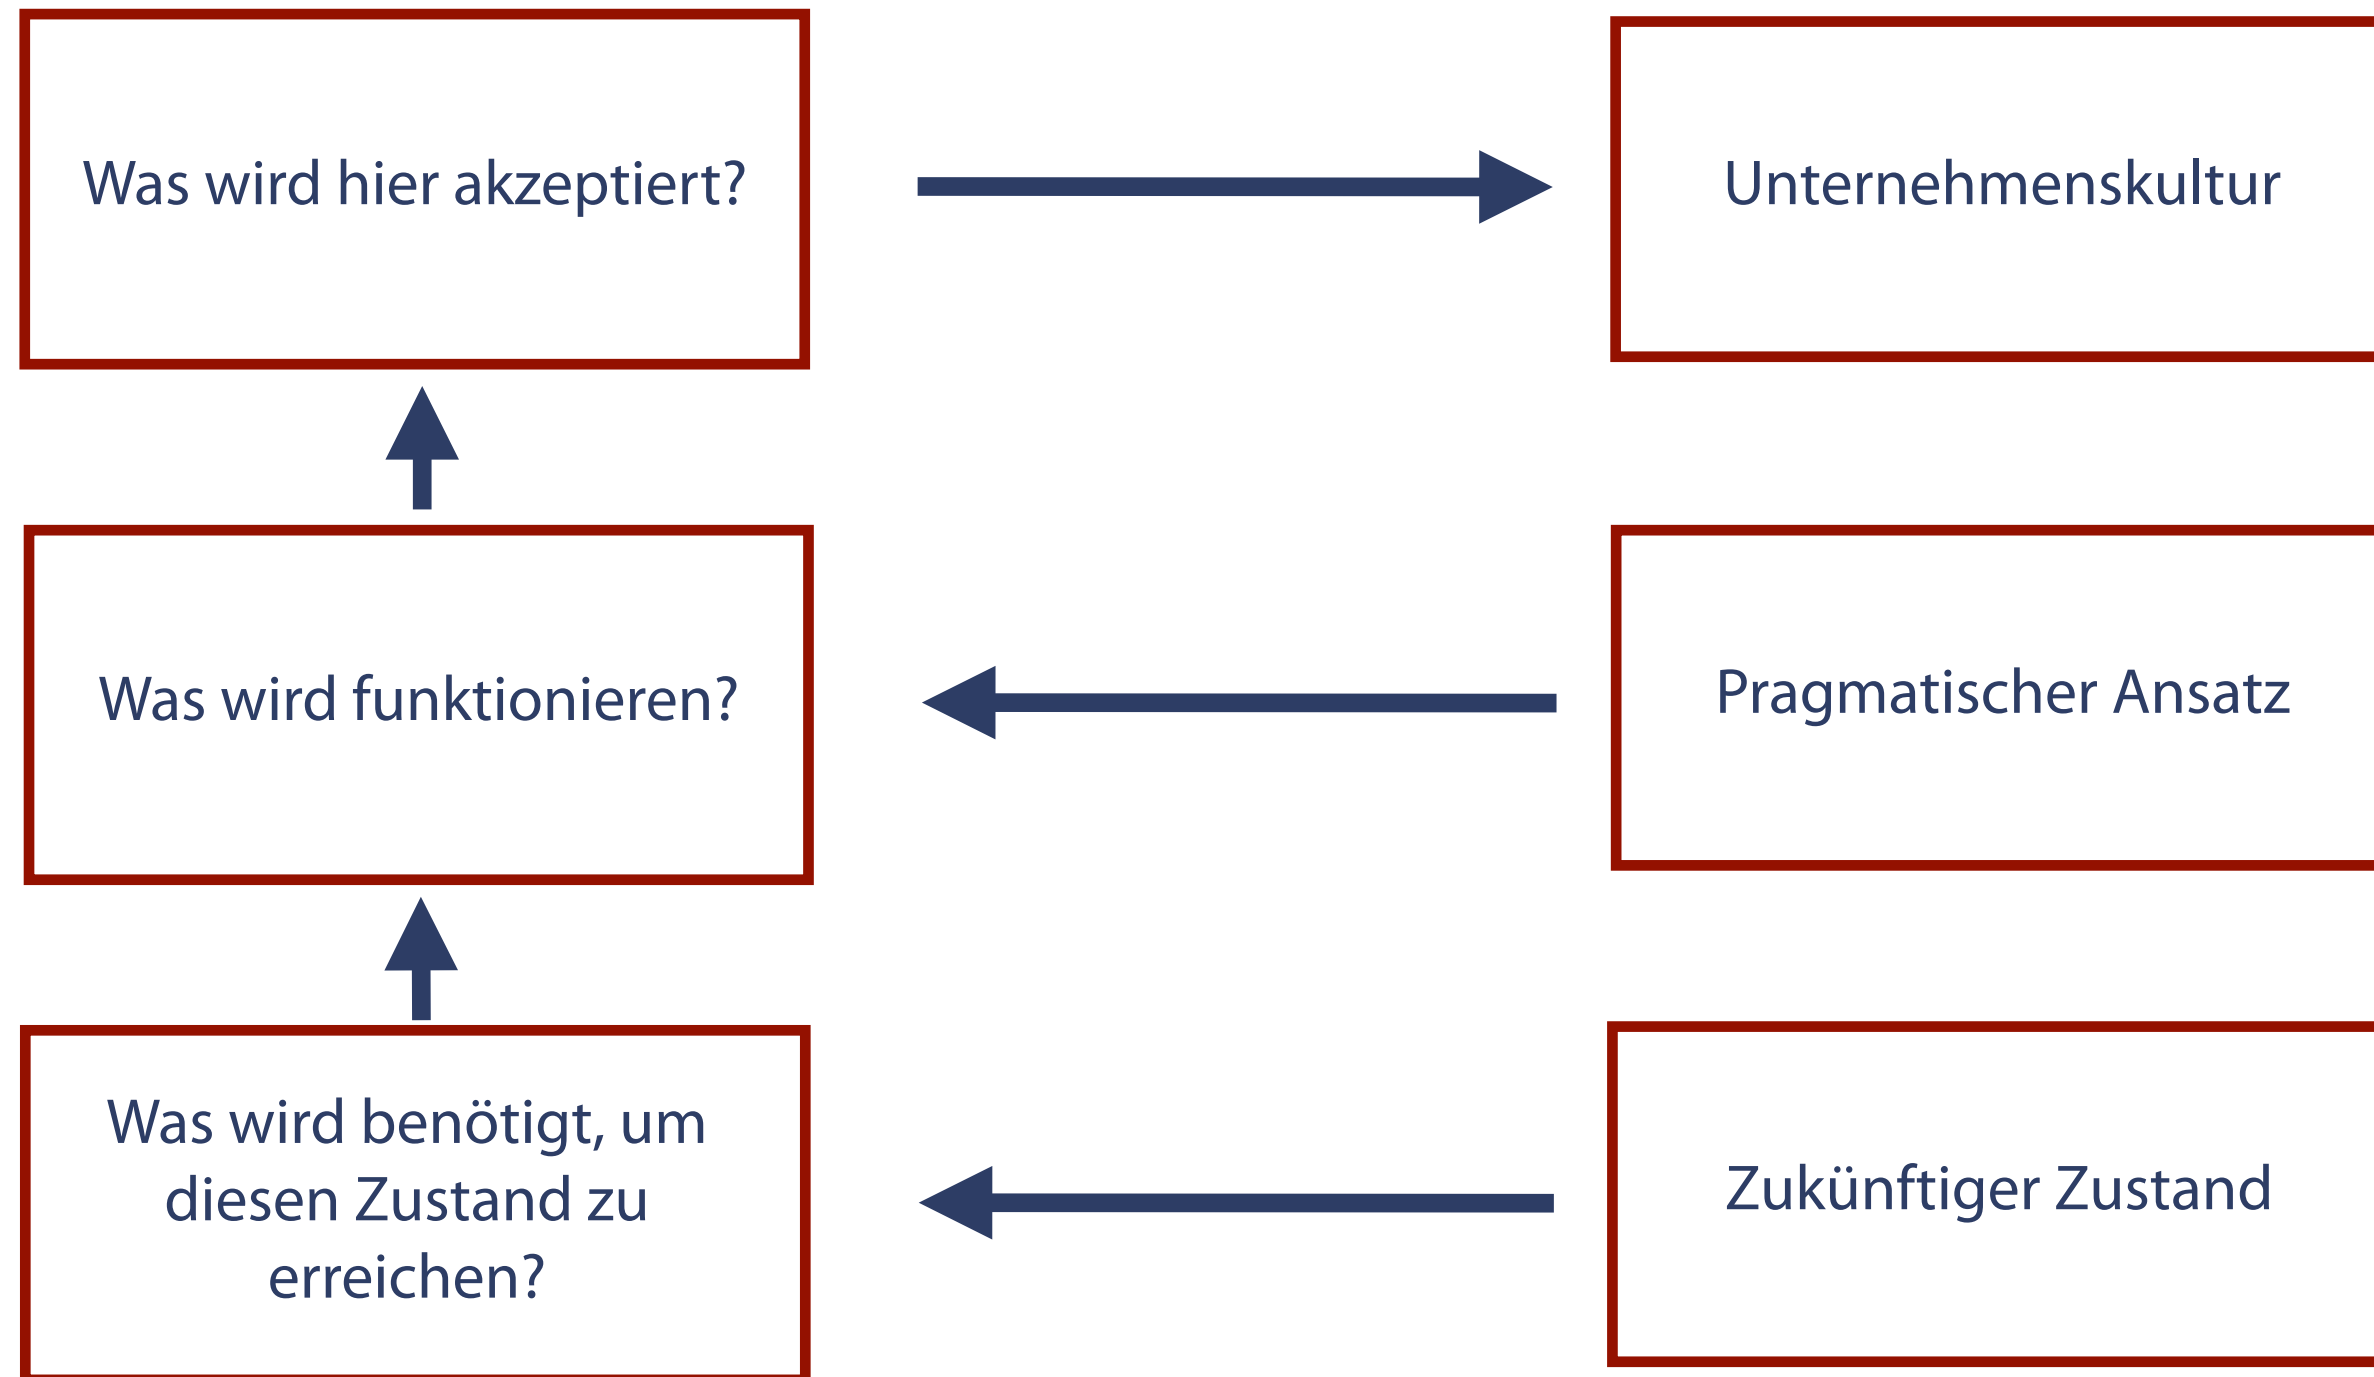 Was wird hier akzeptiert?
Unternehmenskultur
Was wird funktionieren?
Pragmatischer Ansatz
Was wird benötigt, um
diesen Zustand zu
erreichen?
Zukünftiger Zustand